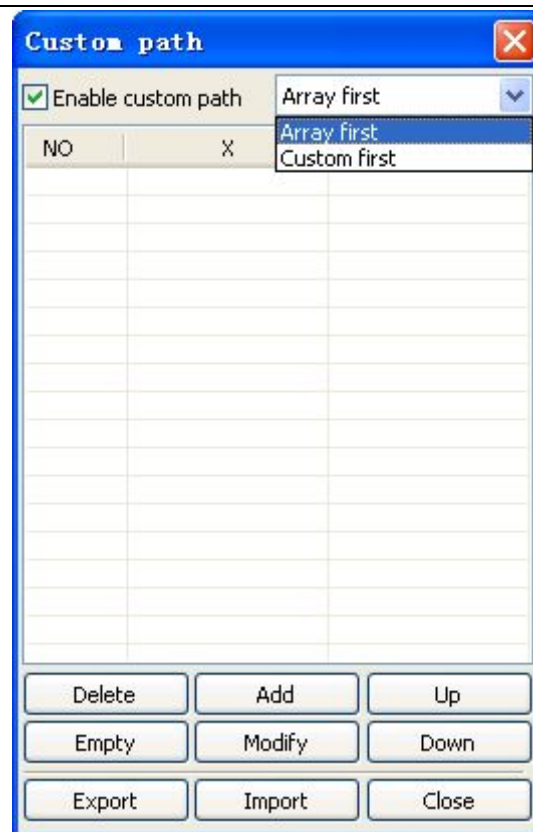 Custom path
Enable custom path Array first
Array first
NO X
Custom first
Delete Add Up
Empty Modify Down
Export Import Close